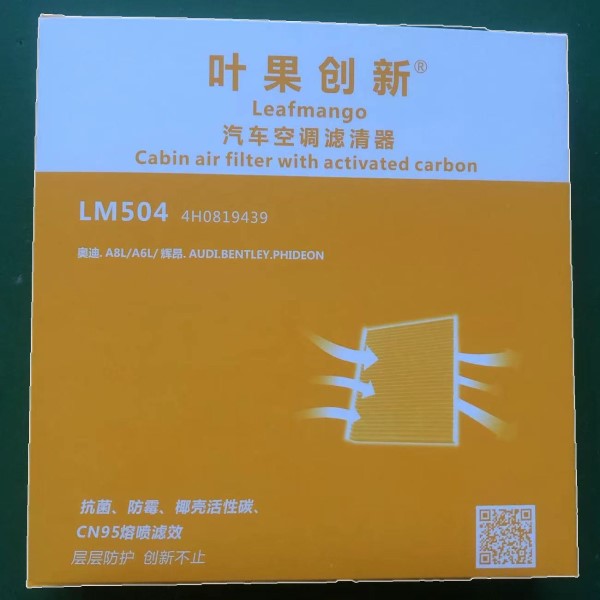 叶果创新®
Leafmango
汽车空调滤清器
Cabin air filter with activated carbon
LM504 4H0819439
奥迪. A8L/A6L/ 辉昂. AUDI.BENTLEY.PHIDEON
抗菌、防霉、椰壳活性碳、
CN95熔喷滤效
层层防护 创新不止